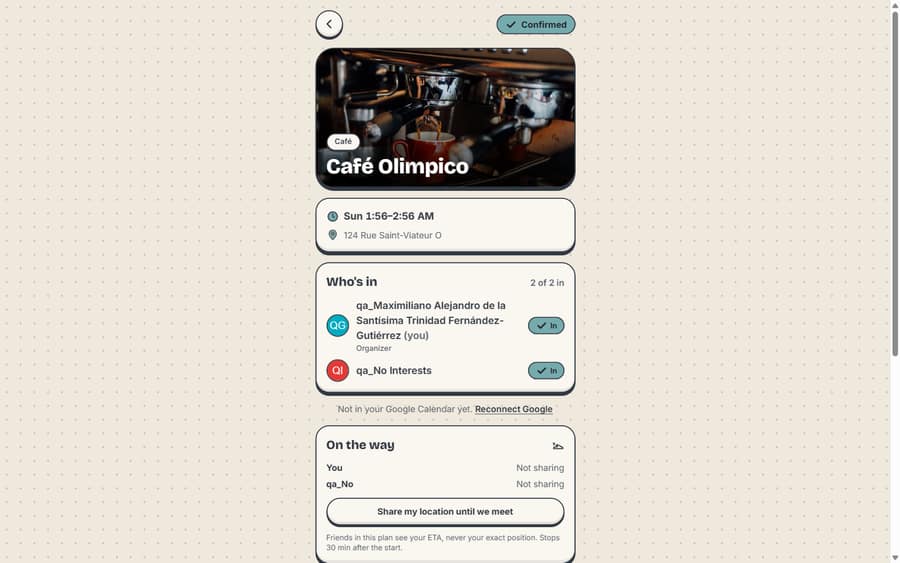 Confirmed
Café
Café Olimpico
Sun 1:56–2:56 AM
124 Rue Saint-Viateur O
Who's in
2 of 2 in
qa_Maximiliano Alejandro de la
Santísima Trinidad Fernández-
Gutiérrez (you)
Organizer
QG
In
QI
qa_No Interests
In
Not in your Google Calendar yet. Reconnect Google
On the way
You
Not sharing
qa_No
Not sharing
Share my location until we meet
Friends in this plan see your ETA, never your exact position. Stops
30 min after the start.